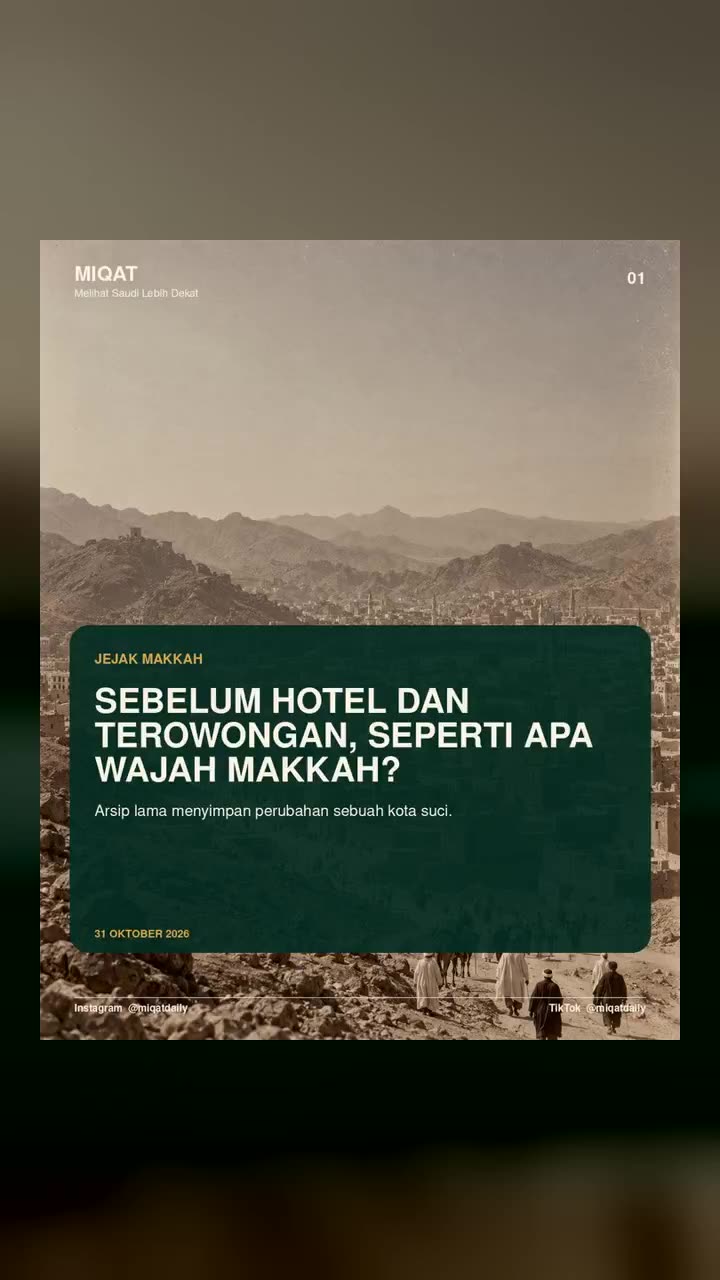 MIQAT
Melihat Saudi Lebih Dekat
01
JEJAK MAKKAH
SEBELUM HOTEL DAN
TEROWONGAN, SEPERTI APA
WAJAH MAKKAH?
Arsip lama menyimpan perubahan sebuah kota suci.
31 OKTOBER 2026
Instagram @miqatdaily
TikTok @miqatdaily